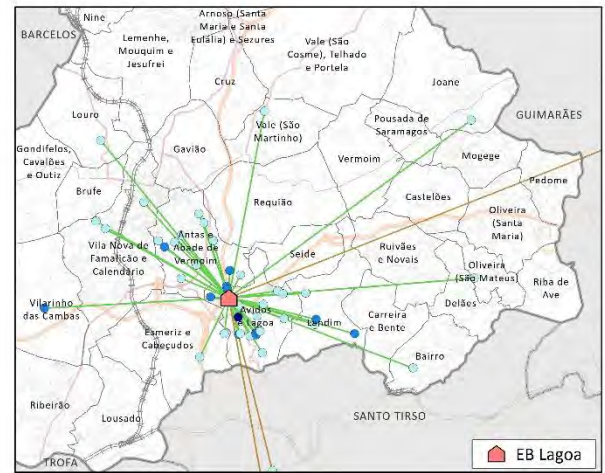 Nine
BARCELOS
Arnoso (Santa
Maria e Santa
Eulália) e Sezures
Lemenhe,
Mouquim e
Jesufrei
Vale (São
Cosme), Telhado
e Portela
Cruz
Joane
Louro
Pousada de
Saramagos
GUIMARÃES
Vale (São
Martinho)
Gondifelos,
Cavalões
e Outiz
Gavião
Vermoim
Mogege
Pedome
Brufe
Requião
Castelões
Oliveira
(Santa
Maria)
Antas e
Abade de
Vermoim
Vila Nova de
Famalicão e
Calendário
Seide
Ruivães
e Novais
Oliveira
(São Mateus)
Riba de
Ave
Delães
Vilarinho
das Cambas
Avidos
e Lagoa
Landim
Carreira
e Bente
Esmeriz e
Cabeçudos
Bairro
Ribeirão
Lousado
SANTO TIRSO
TROFA
EB Lagoa